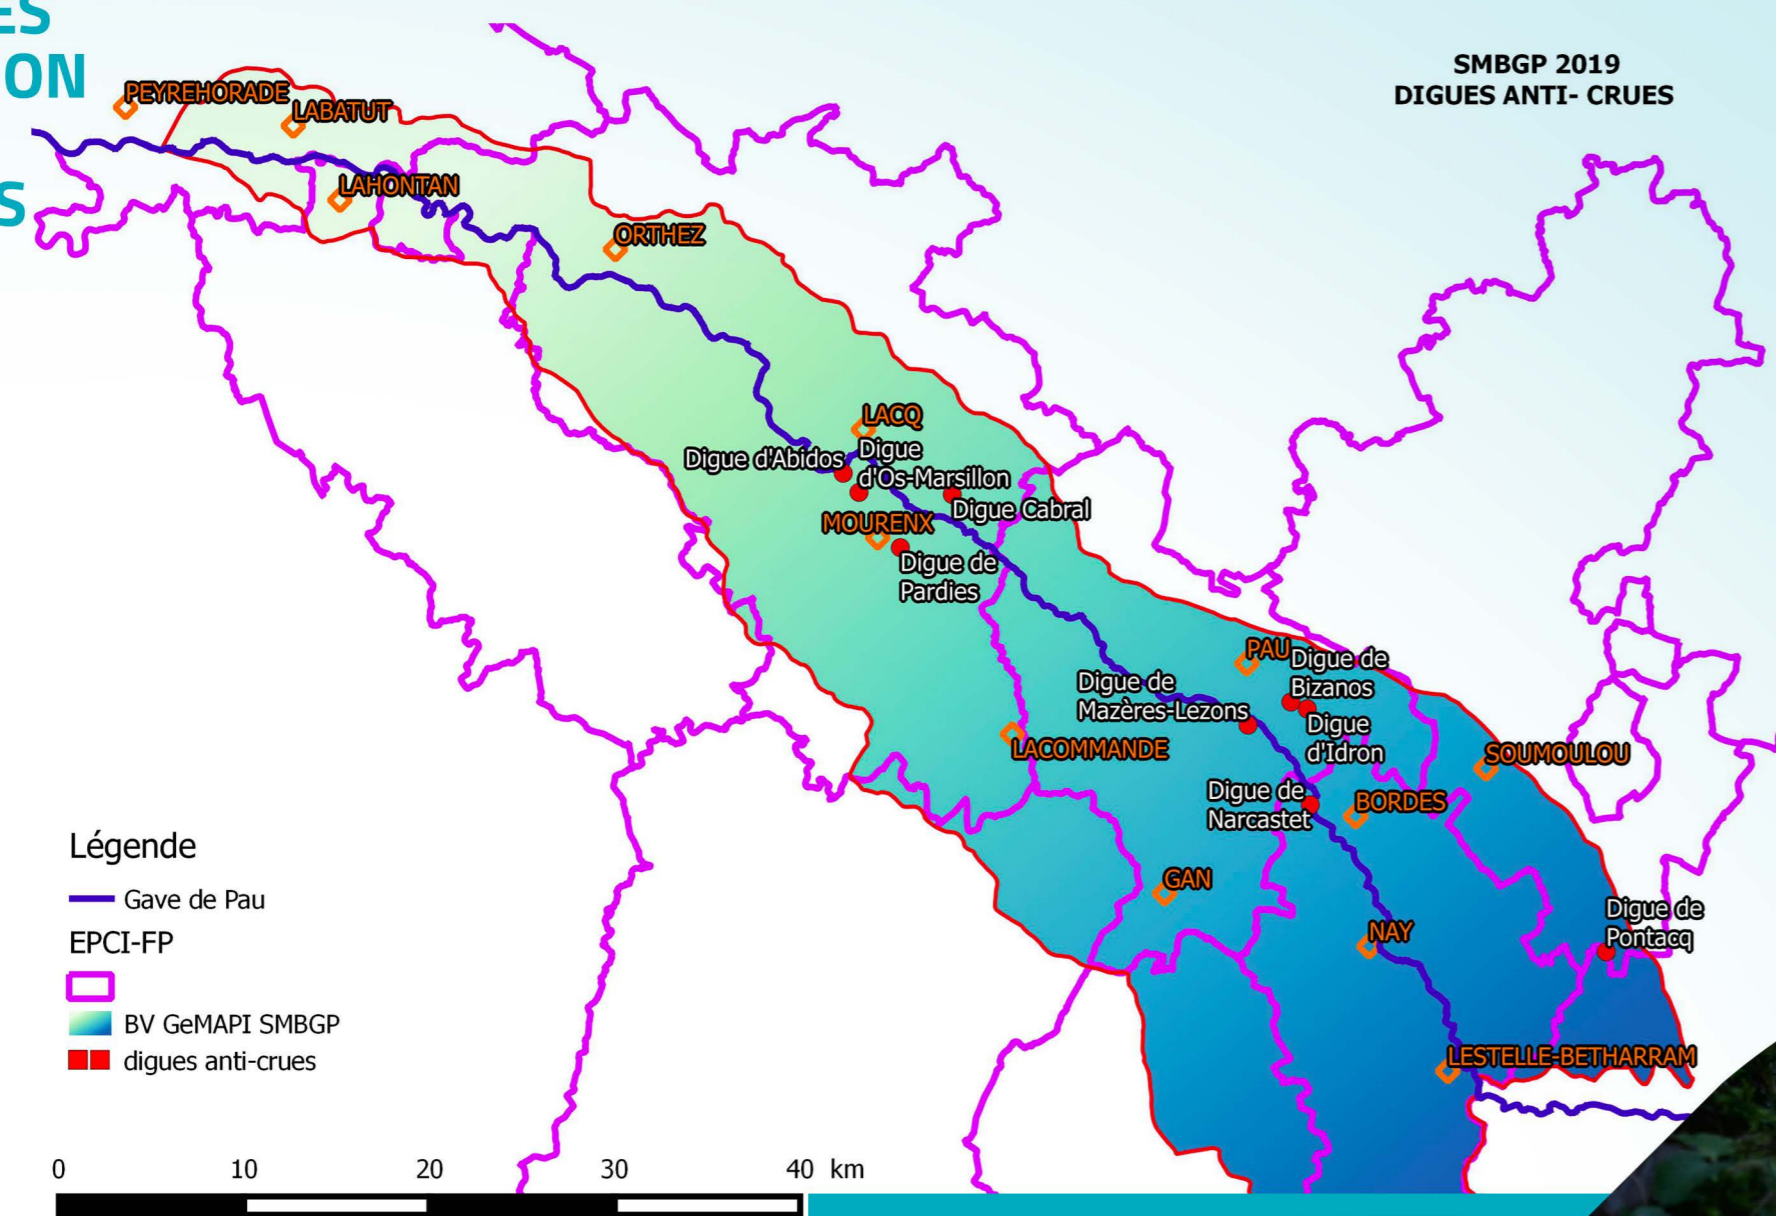 ES
ON
S
SMBGP 2019
DIGUES ANTI- CRUES
PEYREHORADE
LABATUT
LAHONTAN
ORTHEZ
LACQ
Digue d'Abidos
Digue
d'Os-Marsillon
Digue Cabral
MOURENX
Digue de
Pardies
PAU
Digue de
Bizanos
Digue de
Mazères-Lezons
Digue
d'Idron
LACOMMANDE
SOUMOULOU
Digue de
Narcastet
BORDES
GAN
NAY
Digue de
Pontacq
LESTELLE-BETHARRAM
Légende
Gave de Pau
EPCI-FP
BV GeMAPI SMBGP
digues anti-crues
0 10 20 30 40 km